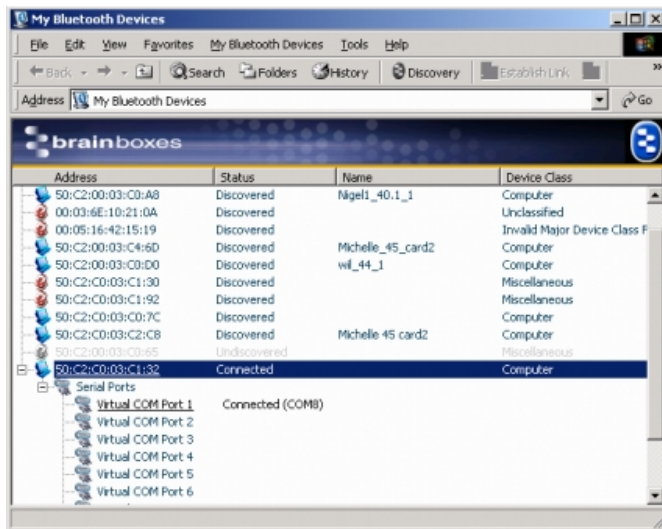 My Bluetooth Devices
File Edit View Favorites My Bluetooth Devices Tools Help
Back Search Folders History Discovery Establish Link »
Address My Bluetooth Devices Go
brainboxes
Address Status Name Device Class
50:C2:00:03:C0:A8 Discovered Nigel1_40.1_1 Computer
00:03:6E:10:21:0A Discovered Unclassified
00:05:16:42:15:19 Discovered Invalid Major Device Class F
50:C2:00:03:C4:6D Discovered Michelle_45_card2 Computer
50:C2:00:03:C0:D0 Discovered wil_44_1 Computer
50:C2:C0:03:C1:30 Discovered Miscellaneous
50:C2:C0:03:C1:92 Discovered Miscellaneous
50:C2:C0:03:C0:7C Discovered Computer
50:C2:C0:03:C2:C8 Discovered Michelle 45 card2 Computer
50:C2:00:03:C0:65 Undiscovered Miscellaneous
50:C2:C0:03:C1:32 Connected Computer
Serial Ports
Virtual COM Port 1 Connected (COM8)
Virtual COM Port 2
Virtual COM Port 3
Virtual COM Port 4
Virtual COM Port 5
Virtual COM Port 6